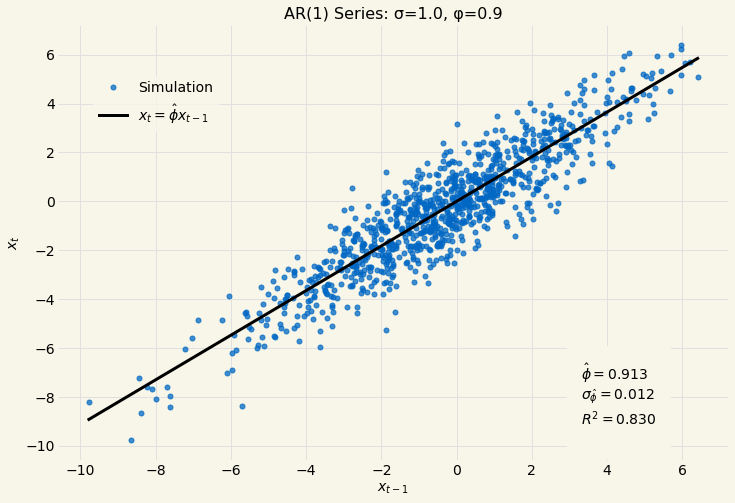 AR(1) Series: σ=1.0, φ=0.9
Simulation
$x_t = \hat{\phi} x_{t-1}$
6
4
2
0
−2
−4
−6
−8
−10
$x_t$
$\hat{\phi} = 0.913$
$\sigma_{\hat{\phi}} = 0.012$
$R^2 = 0.830$
−10 −8 −6 −4 −2 0 2 4 6
$x_{t-1}$